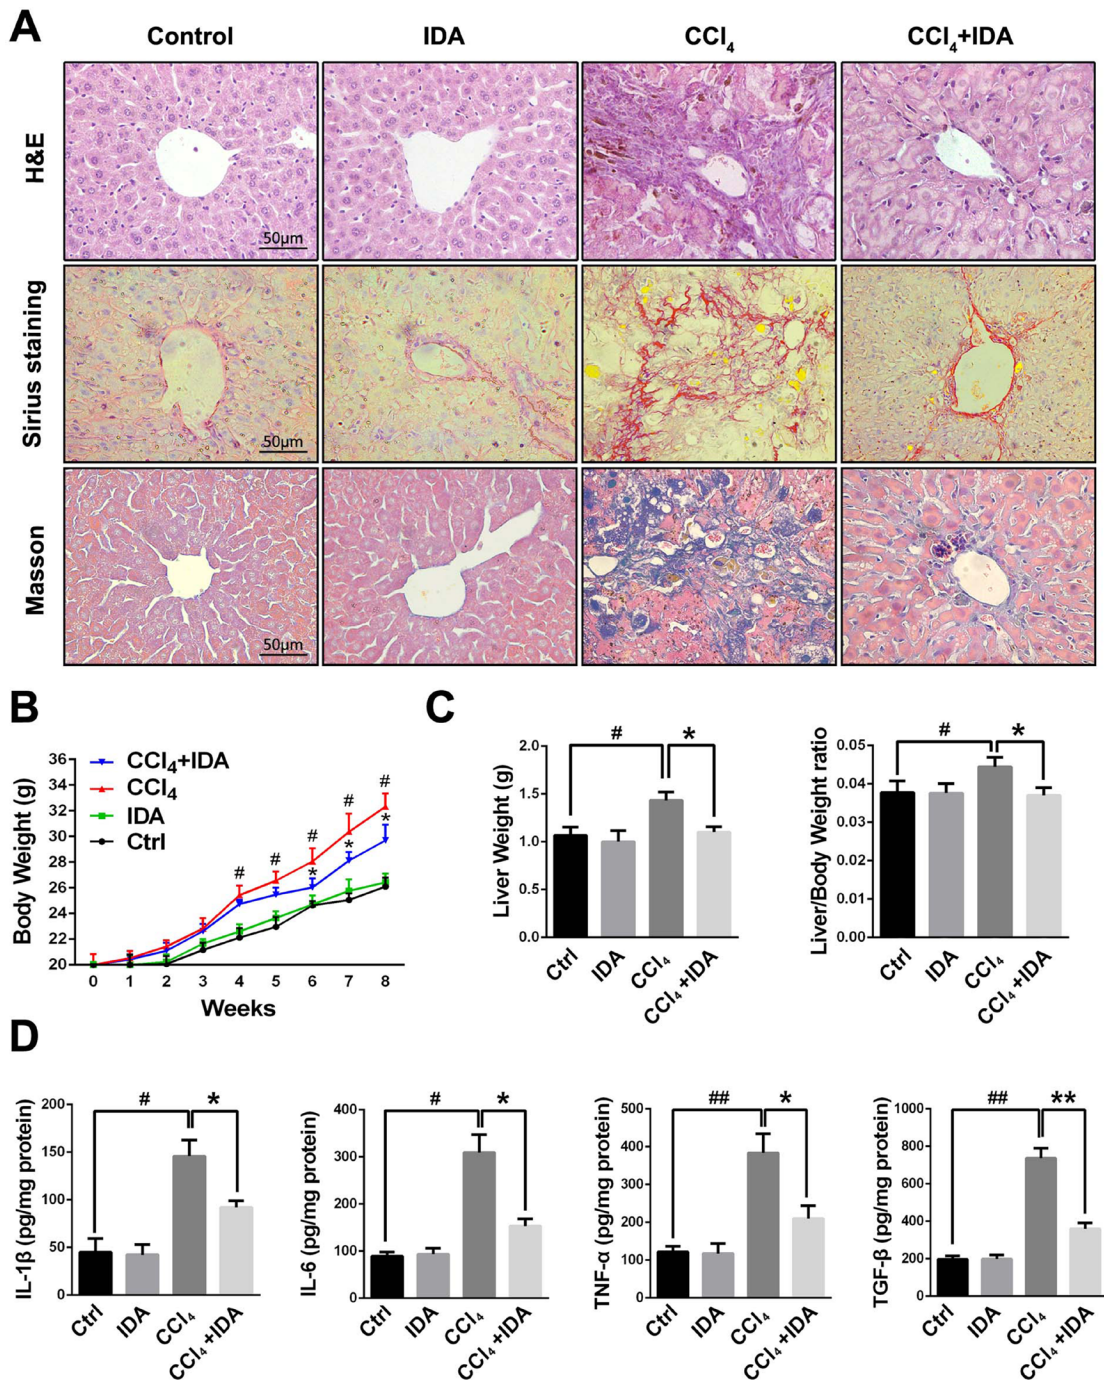 A
Control IDA CCl4 CCl4+IDA
H&E
50μm
Sirius staining
50μm
Masson
50μm
B
Body Weight (g)
36
34
32
30
28
26
24
22
20
CCl4+IDA
CCl4
IDA
Ctrl
# # # # #
* * *
0 1 2 3 4 5 6 7 8
Weeks
C
Liver Weight (g)
2.0
1.5
1.0
0.5
0.0
# *
Ctrl IDA CCl4 CCl4+IDA
Liver/Body Weight ratio
0.05
0.04
0.03
0.02
0.01
0.00
# *
Ctrl IDA CCl4 CCl4+IDA
D
IL-1β (pg/mg protein)
200
150
100
50
0
# *
Ctrl IDA CCl4 CCl4+IDA
IL-6 (pg/mg protein)
400
300
200
100
0
# *
Ctrl IDA CCl4 CCl4+IDA
TNF-α (pg/mg protein)
500
400
300
200
100
0
## *
Ctrl IDA CCl4 CCl4+IDA
TGF-β (pg/mg protein)
1000
800
600
400
200
0
## **
Ctrl IDA CCl4 CCl4+IDA